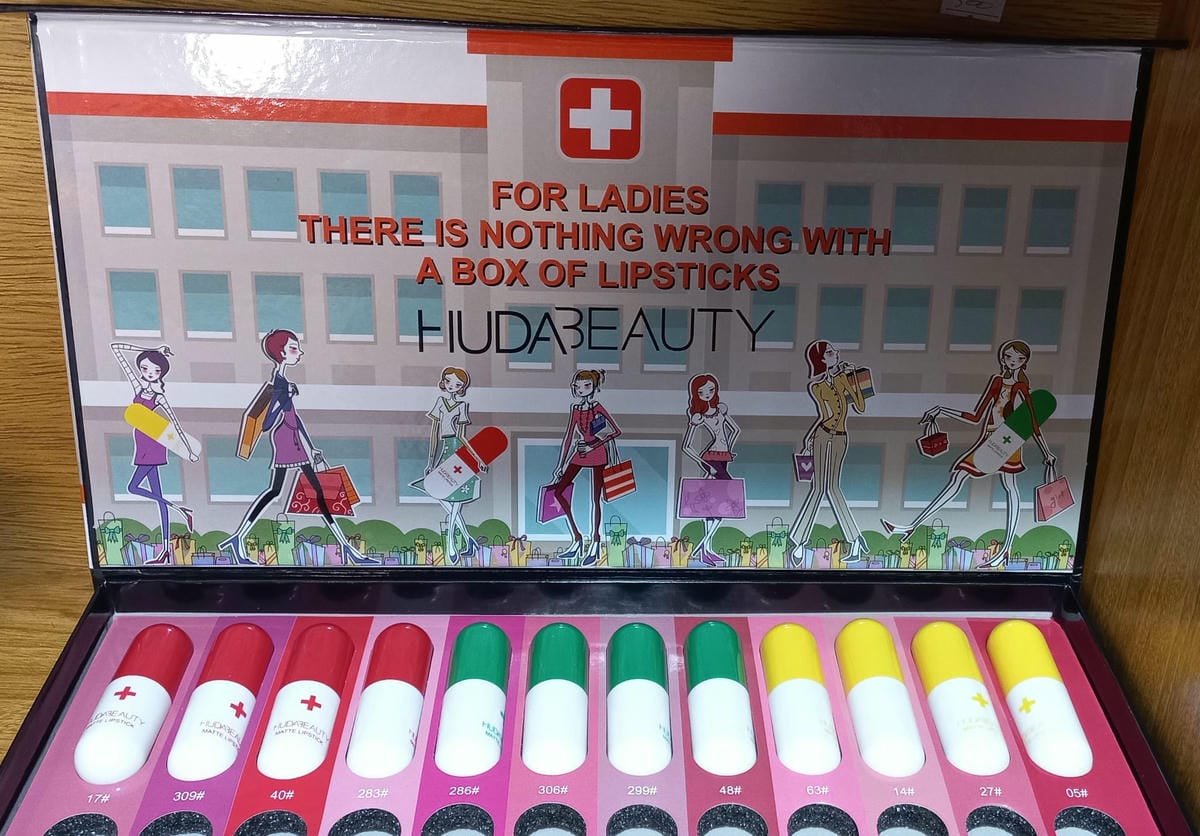 FOR LADIES
THERE IS NOTHING WRONG WITH
A BOX OF LIPSTICKS
HUDABEAUTY
HUDABEAUTY
MATTE LIPSTICK
HUDABEAU
MATTE LIPSTICK
HUDABEAUTY
MATTE LIPSTICK
17#
309#
40#
283#
286#
306#
299#
48#
63#
14#
27#
05#